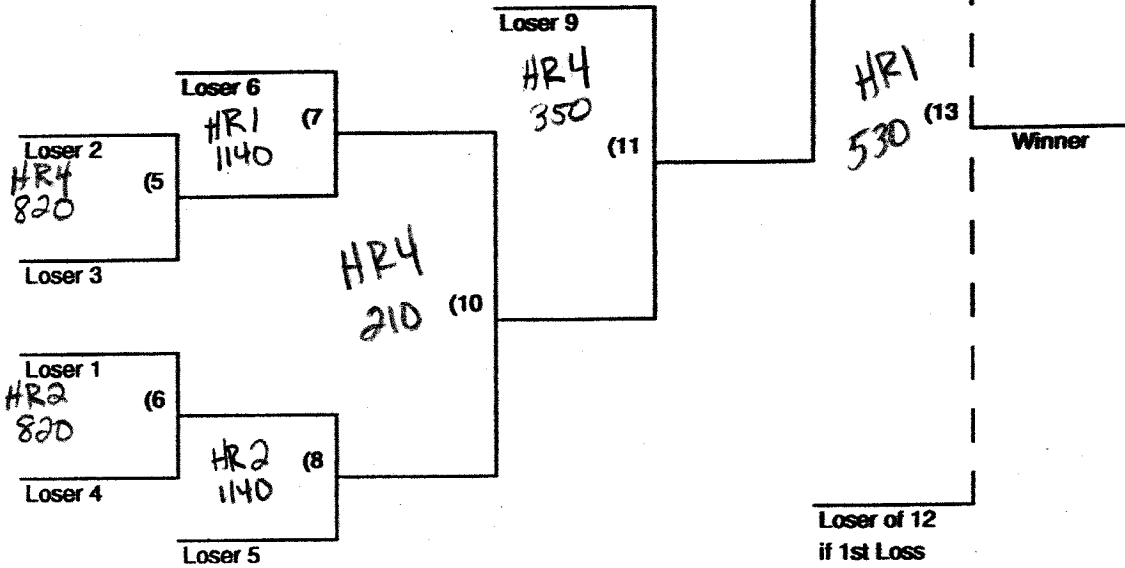 Loser 9
HR4
350
(11
HR1
530
(13
Winner
Loser 6
HR1
1140
(7
Loser 2
HR4
820
(5
Loser 3
HR4
210
(10
Loser 1
HR2
820
(6
Loser 4
HR2
1140
(8
Loser 5
Loser of 12
if 1st Loss